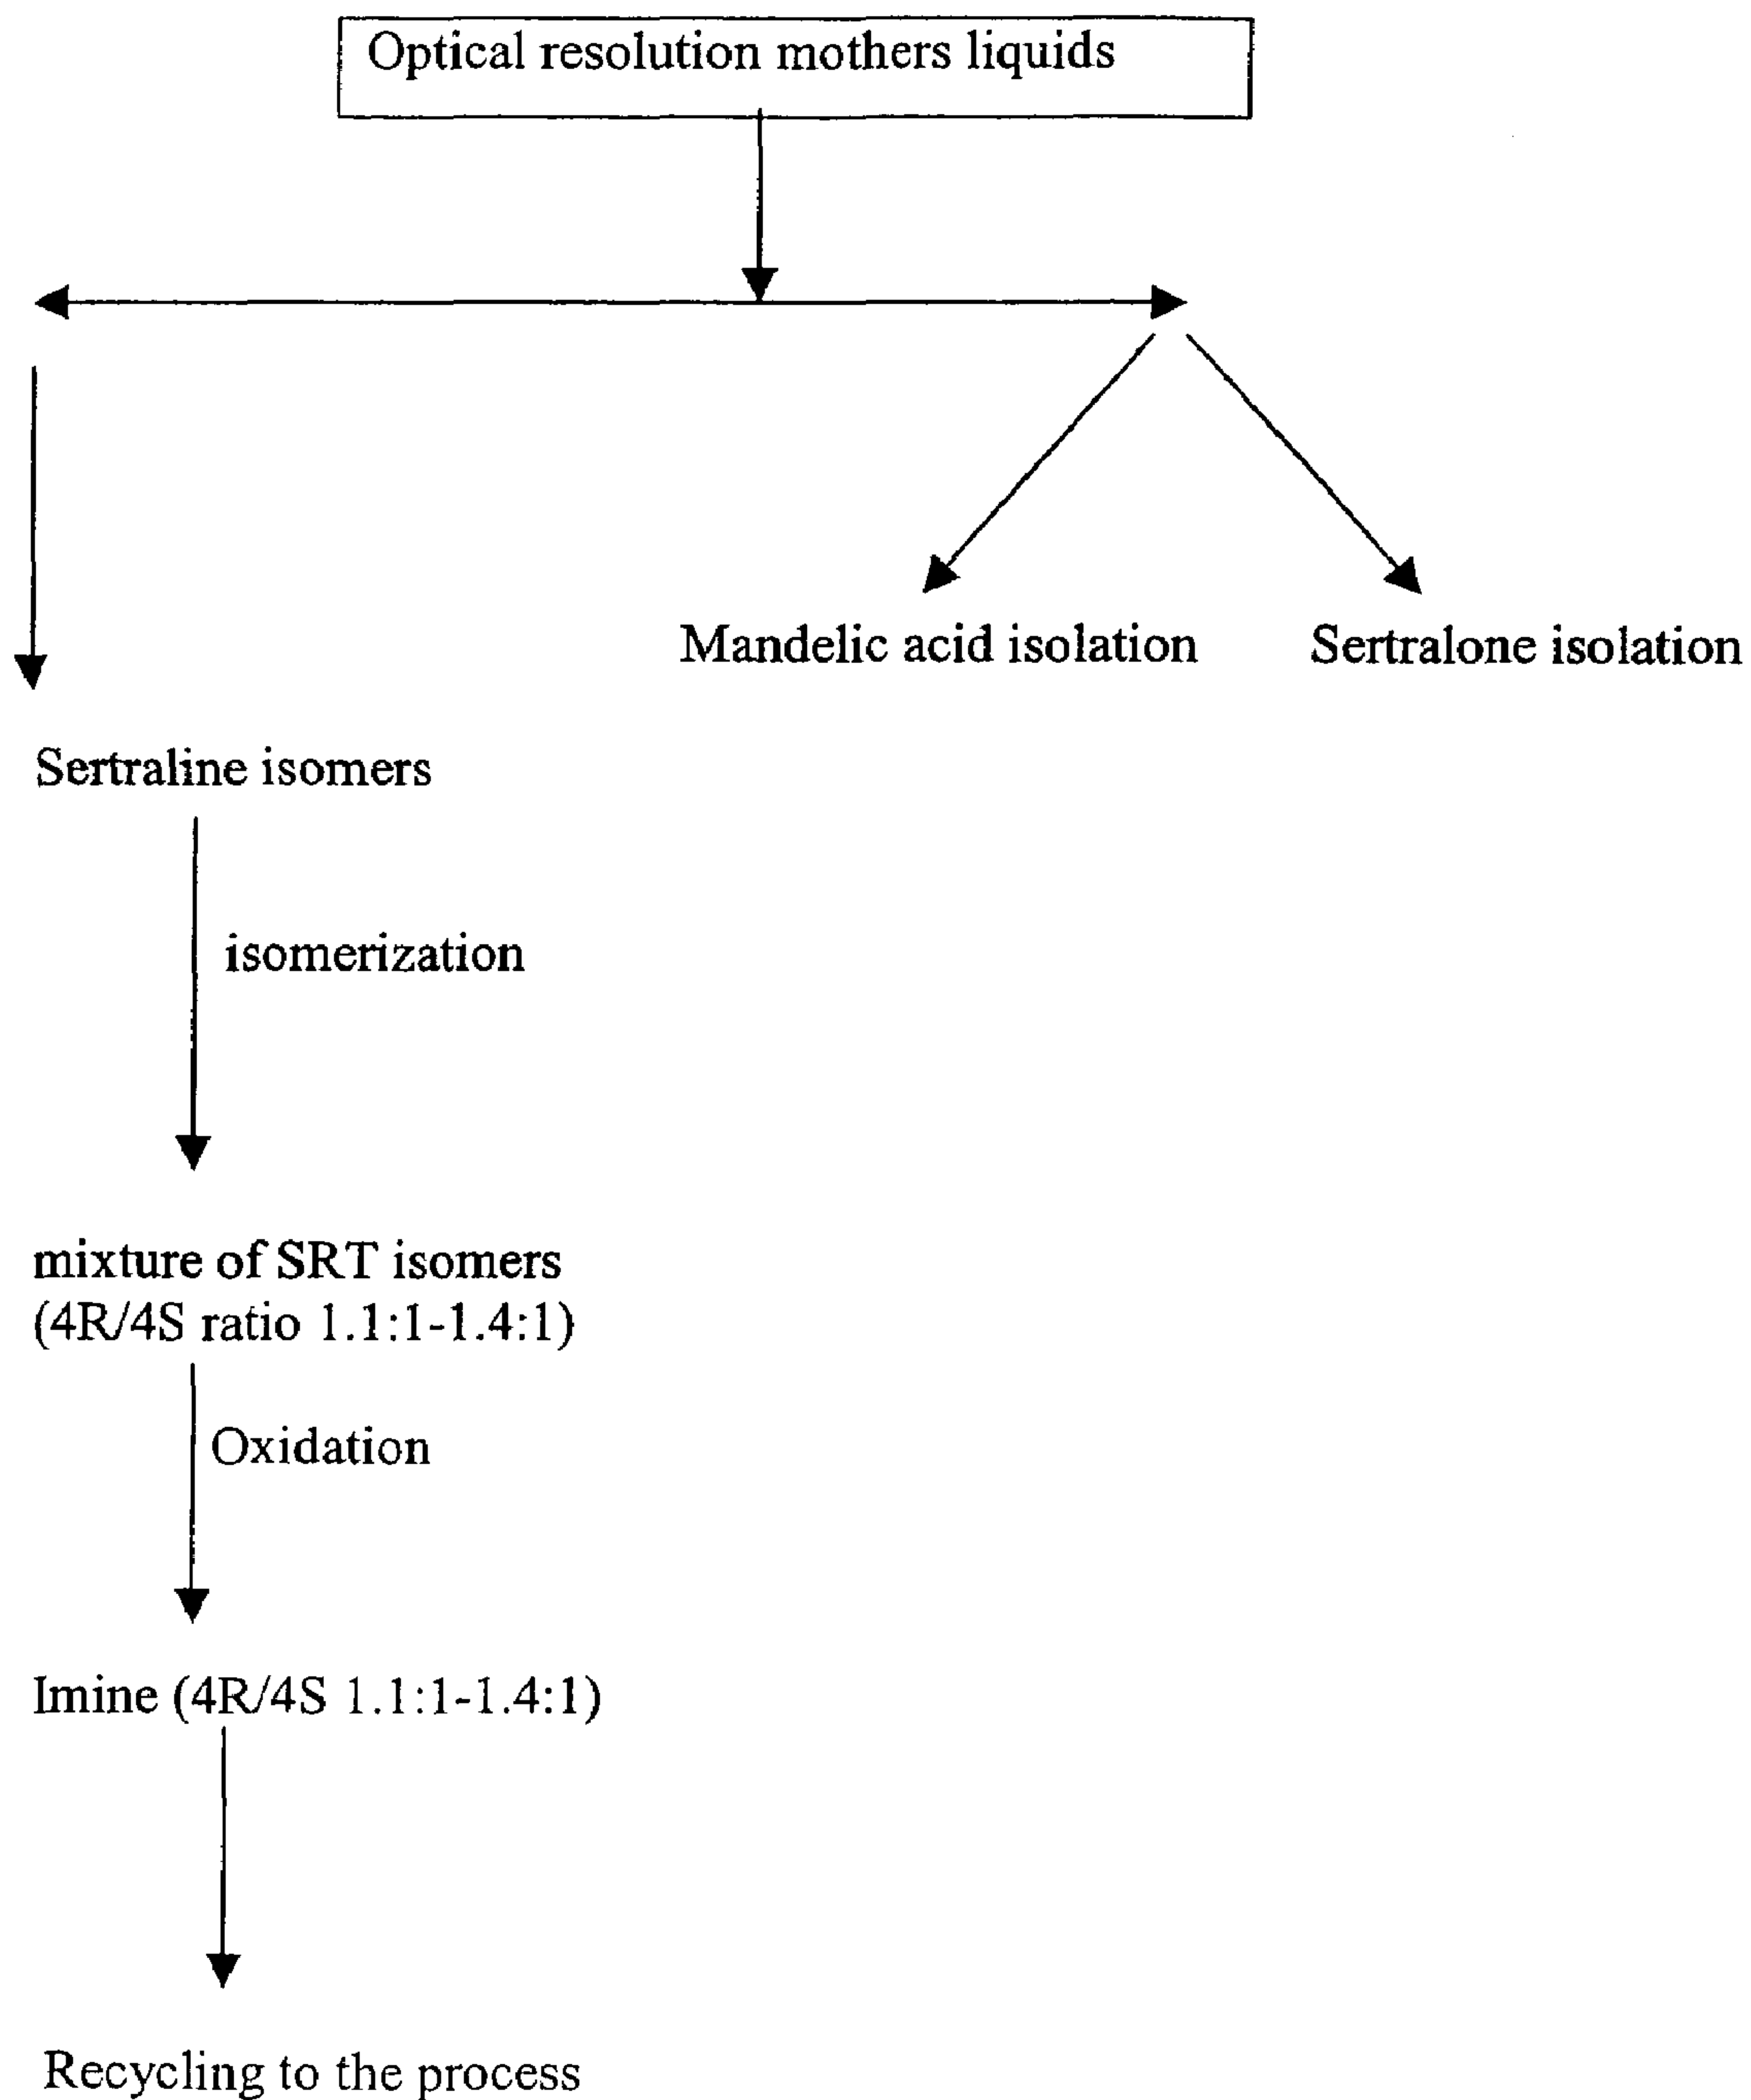 Optical resolution mothers liquids
Mandelic acid isolation
Sertralone isolation
Sertraline isomers
isomerization
mixture of SRT isomers
(4R/4S ratio 1.1:1-1.4:1)
Oxidation
Imine (4R/4S 1.1:1-1.4:1)
Recycling to the process